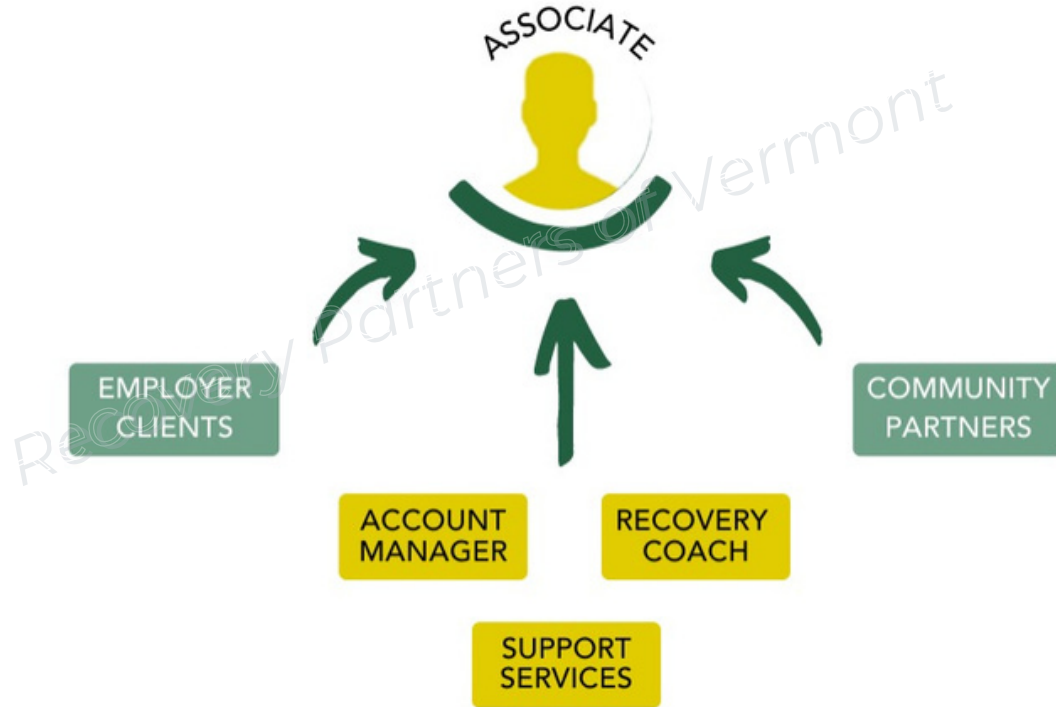 ASSOCIATE
Recovery Partners of Vermont
EMPLOYER
CLIENTS
COMMUNITY
PARTNERS
ACCOUNT
MANAGER
RECOVERY
COACH
SUPPORT
SERVICES